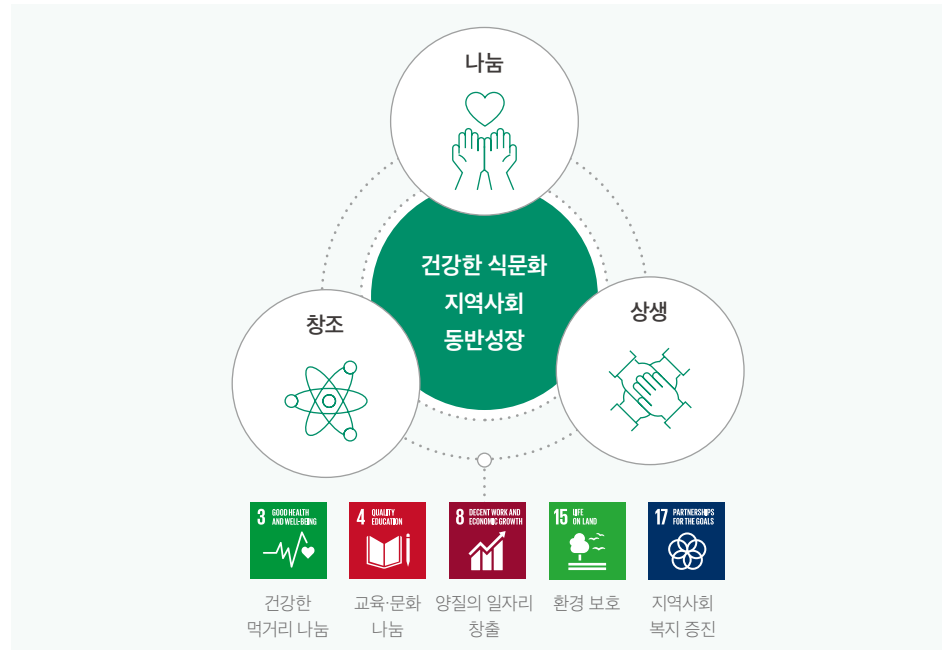 나눔
건강한 식문화
지역사회
동반성장
창조
상생
3 GOOD HEALTH
AND WELL-BEING
4 QUALITY
EDUCATION
8 DECENT WORK AND
ECONOMIC GROWTH
15 LIFE
ON LAND
17 PARTNERSHIPS
FOR THE GOALS
건강한
먹거리 나눔
교육·문화
나눔
양질의 일자리
창출
환경 보호
지역사회
복지 증진